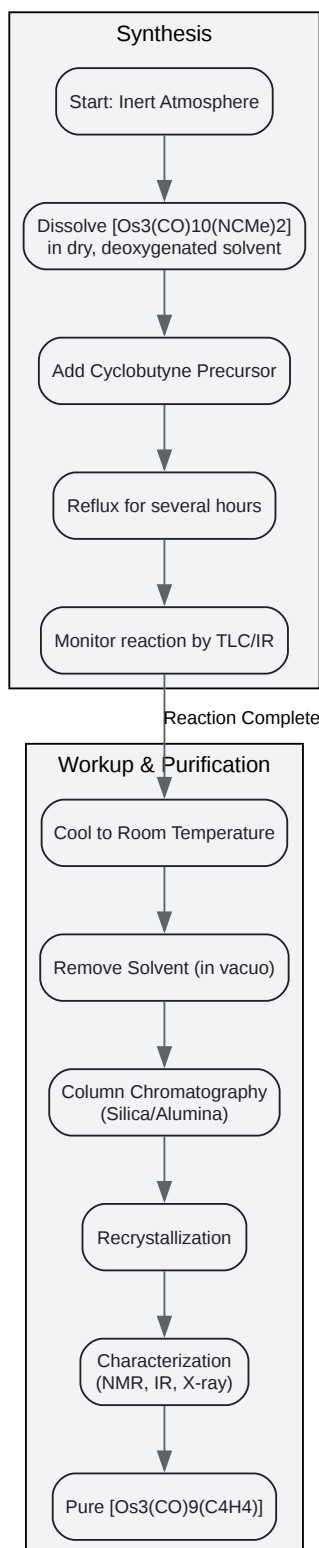 Synthesis
Start: Inert Atmosphere
Dissolve [Os3(CO)10(NCMe)2]
in dry, deoxygenated solvent
Add Cyclobutyne Precursor
Reflux for several hours
Monitor reaction by TLC/IR
Reaction Complete
Workup & Purification
Cool to Room Temperature
Remove Solvent (in vacuo)
Column Chromatography
(Silica/Alumina)
Recrystallization
Characterization
(NMR, IR, X-ray)
Pure [Os3(CO)9(C4H4)]